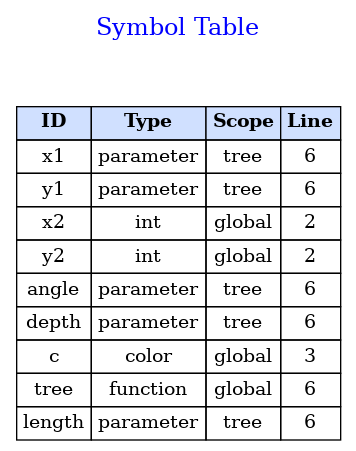 Symbol Table
ID Type Scope Line
x1 parameter tree 6
y1 parameter tree 6
x2 int global 2
y2 int global 2
angle parameter tree 6
depth parameter tree 6
c color global 3
tree function global 6
length parameter tree 6